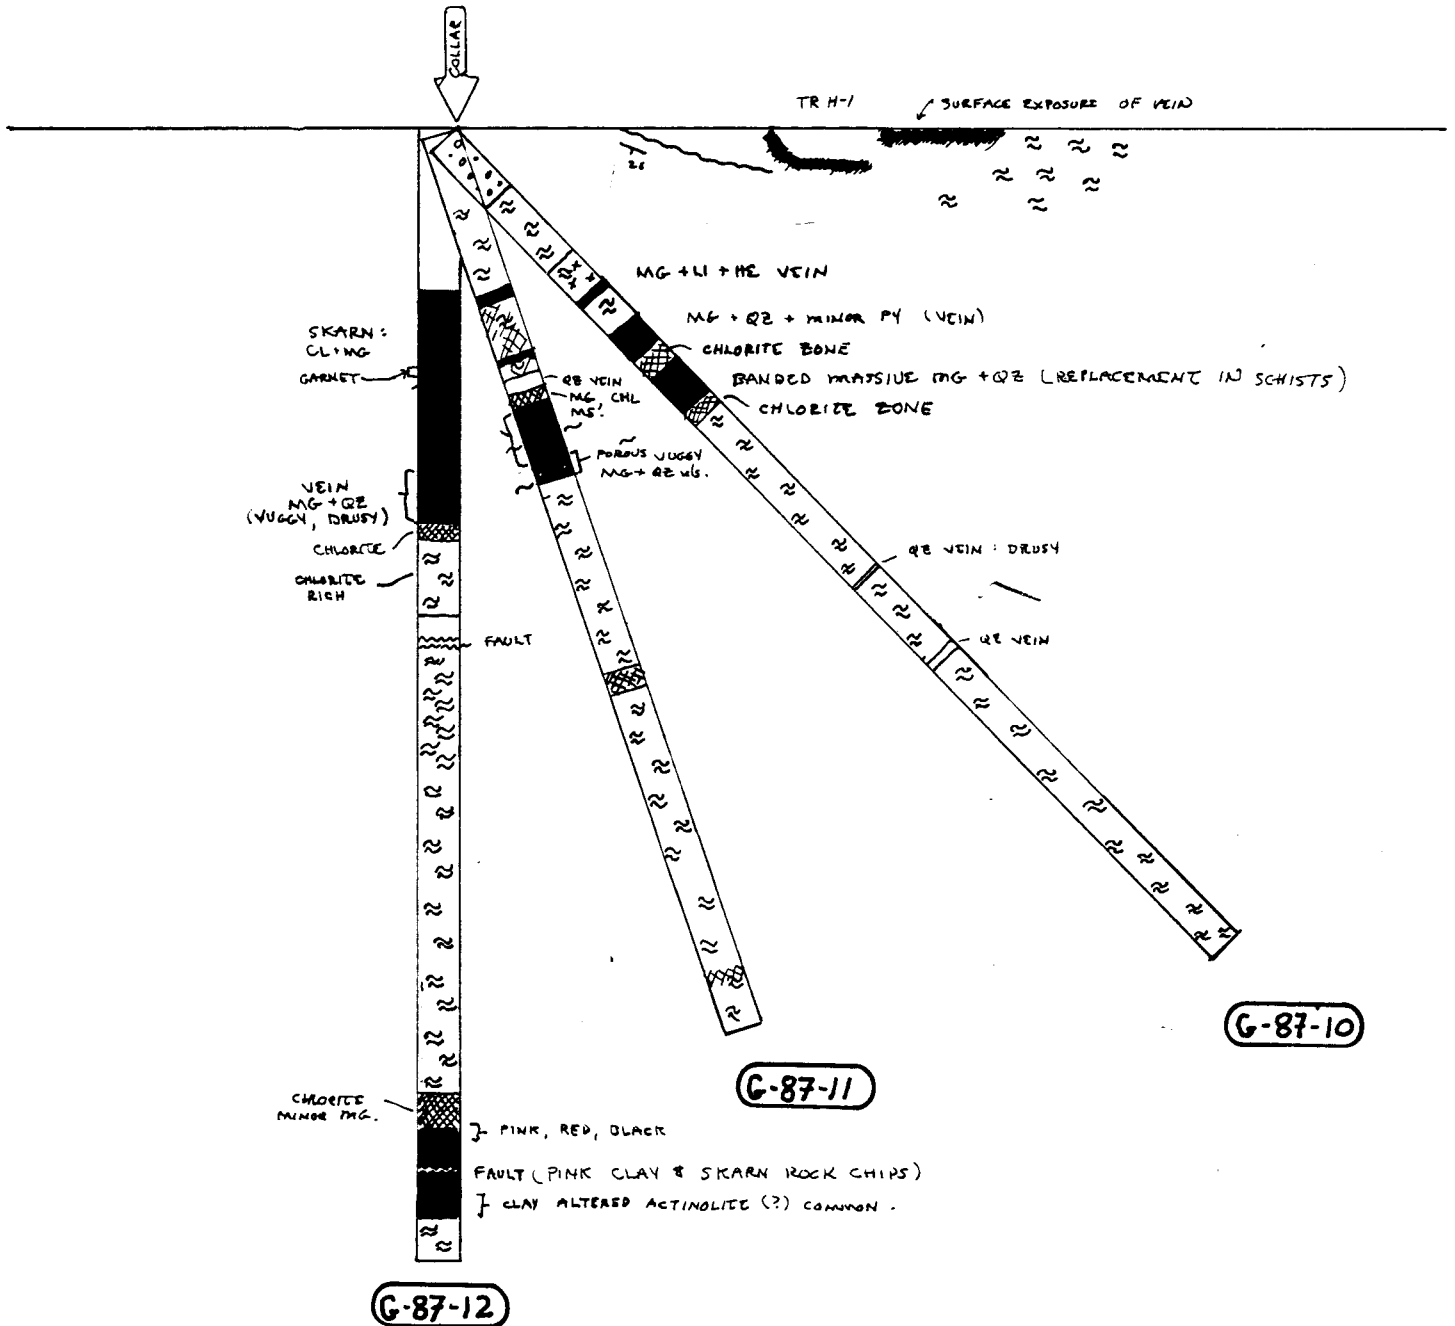 COLLAR
TR H-1
SURFACE EXPOSURE OF VEIN
26
MG + LI + HE VEIN
MG + QZ + MINOR PY (VEIN)
CHLORITE ZONE
BANDED MASSIVE MG + QZ (REPLACEMENT IN SCHISTS)
CHLORITE ZONE
SKARN:
CL + MG
GARNET
QZ VEIN
MG, CHL
MS.
POROUS VUGGY
MG + QZ
VEIN
MG + QZ
(VUGGY, DRUSY)
CHLORITE
CHLORITE
RICH
FAULT
QZ VEIN : DRUSY
QZ VEIN
CHLORITE
MINOR MG.
PINK, RED, BLACK
FAULT (PINK CLAY & SKARN ROCK CHIPS)
CLAY ALTERED ACTINOLITE (?) COMMON.
G-87-10
G-87-11
G-87-12